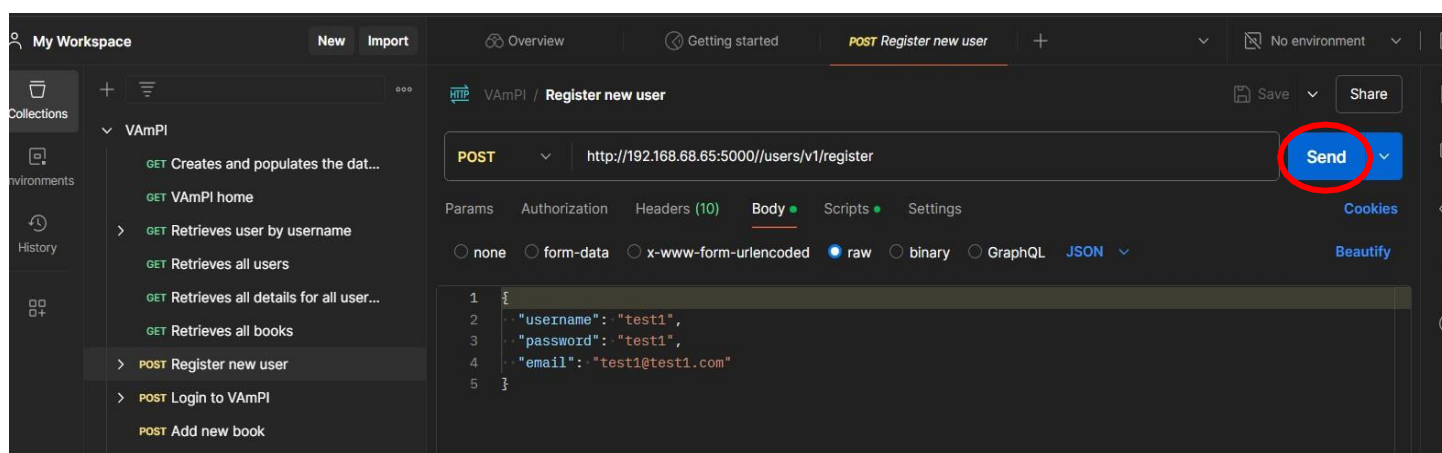 My Workspace New Import
Overview Getting started POST Register new user No environment
Collections
VAmPI / Register new user Save Share
VAmPI
GET Creates and populates the dat...
POST http://192.168.68.65:5000//users/v1/register Send
nvironments
GET VAmPI home
Params Authorization Headers (10) Body Scripts Settings Cookies
GET Retrieves user by username
History
none form-data x-www-form-urlencoded raw binary GraphQL JSON Beautify
GET Retrieves all users
GET Retrieves all details for all user...
GET Retrieves all books
POST Register new user
POST Login to VAmPI
POST Add new book
1 {
2 "username": "test1",
3 "password": "test1",
4 "email": "test1@test1.com"
5 }